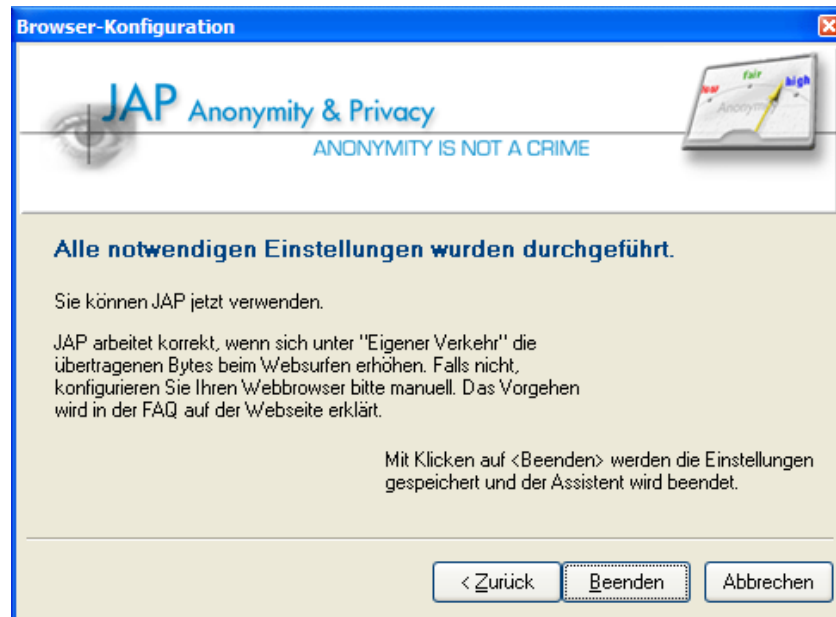 Browser-Konfiguration
JAP Anonymity & Privacy
ANONYMITY IS NOT A CRIME
low fair high
Anonymity
Alle notwendigen Einstellungen wurden durchgeführt.
Sie können JAP jetzt verwenden.
JAP arbeitet korrekt, wenn sich unter "Eigener Verkehr" die
übertragenen Bytes beim Websurfen erhöhen. Falls nicht,
konfigurieren Sie Ihren Webbrowser bitte manuell. Das Vorgehen
wird in der FAQ auf der Webseite erklärt.
Mit Klicken auf <Beenden> werden die Einstellungen
gespeichert und der Assistent wird beendet.
< Zurück Beenden Abbrechen